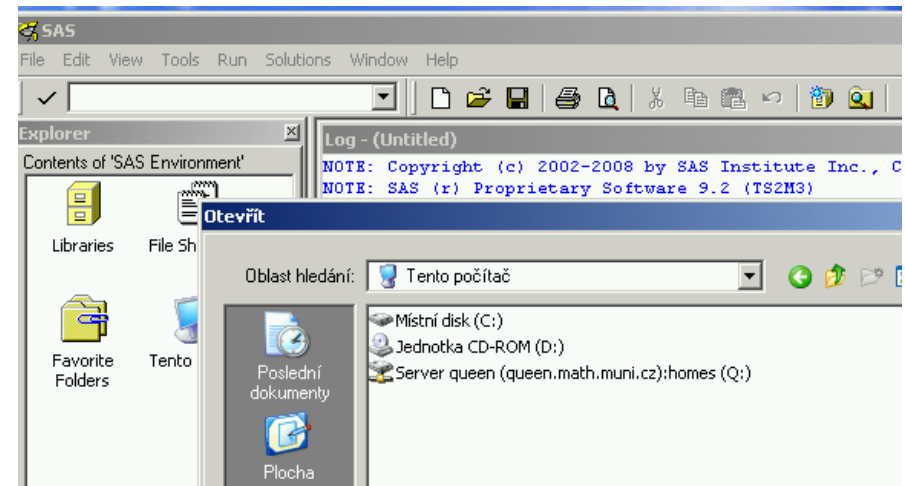 SAS
File Edit View Tools Run Solutions Window Help
Explorer
Contents of 'SAS Environment'
Libraries
File Sh
Favorite
Folders
Tento
Log - (Untitled)
NOTE: Copyright (c) 2002-2008 by SAS Institute Inc., C
NOTE: SAS (r) Proprietary Software 9.2 (TS2M3)
Otevřít
Oblast hledání:
Tento počítač
Poslední
dokumenty
Plocha
Místní disk (C:)
Jednotka CD-ROM (D:)
Server queen (queen.math.muni.cz):homes (Q:)